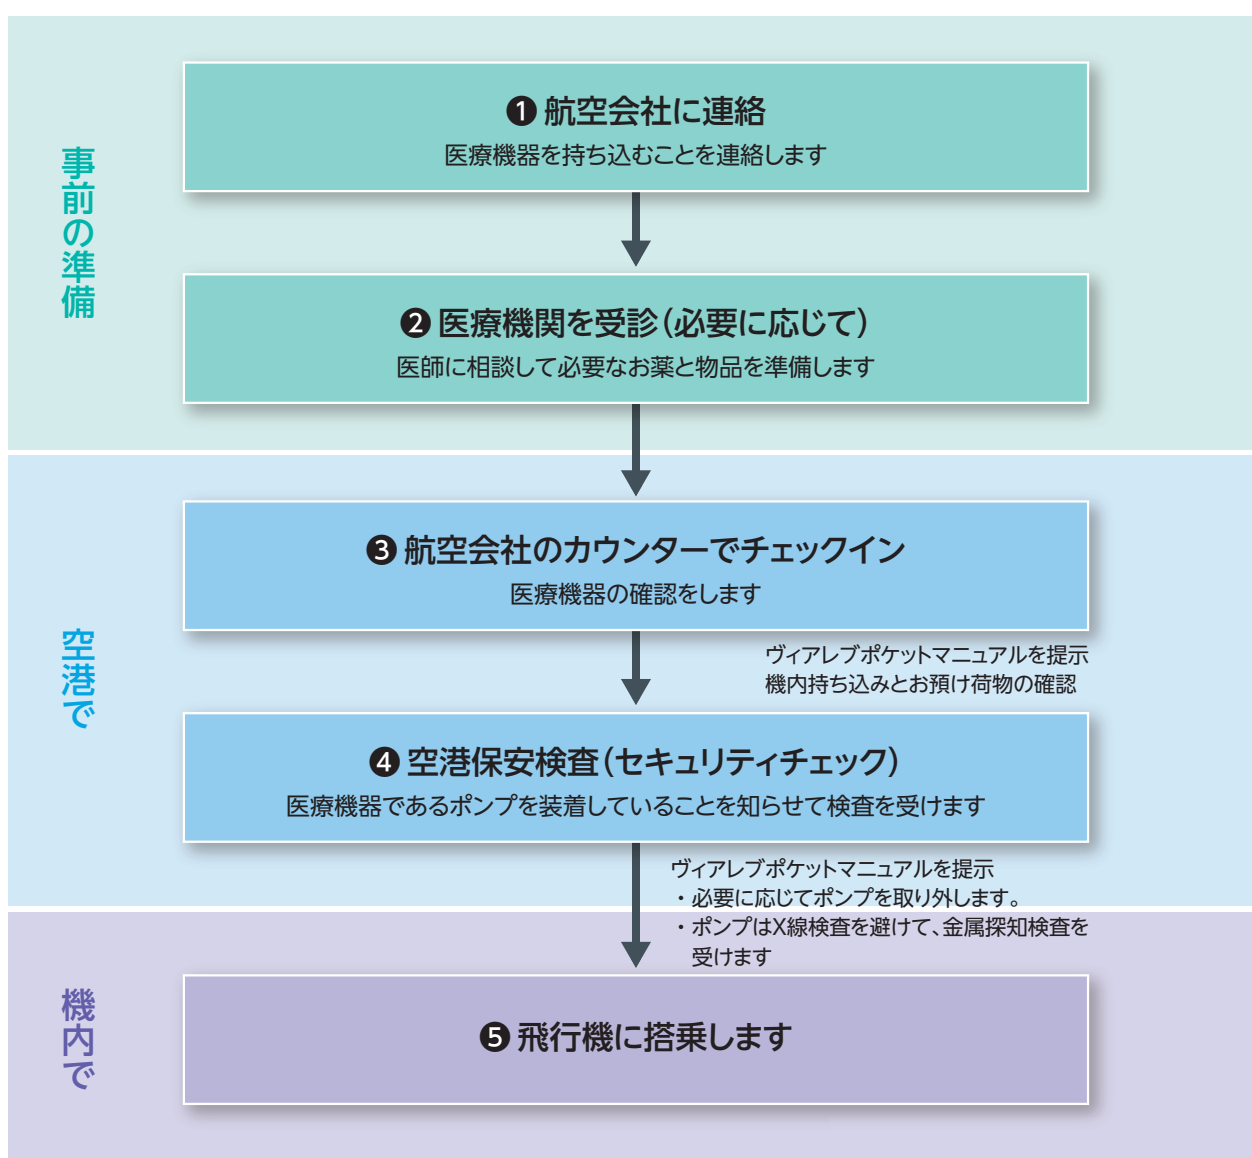 事前の準備
❶ 航空会社に連絡
医療機器を持ち込むことを連絡します
❷ 医療機関を受診（必要に応じて）
医師に相談して必要なお薬と物品を準備します
空港で
❸ 航空会社のカウンターでチェックイン
医療機器の確認をします
ヴィアレブポケットマニュアルを提示
機内持ち込みとお預け荷物の確認
❹ 空港保安検査（セキュリティチェック）
医療機器であるポンプを装着していることを知らせて検査を受けます
ヴィアレブポケットマニュアルを提示
・必要に応じてポンプを取り外します。
・ポンプはX線検査を避けて、金属探知検査を
受けます
機内で
❺ 飛行機に搭乗します